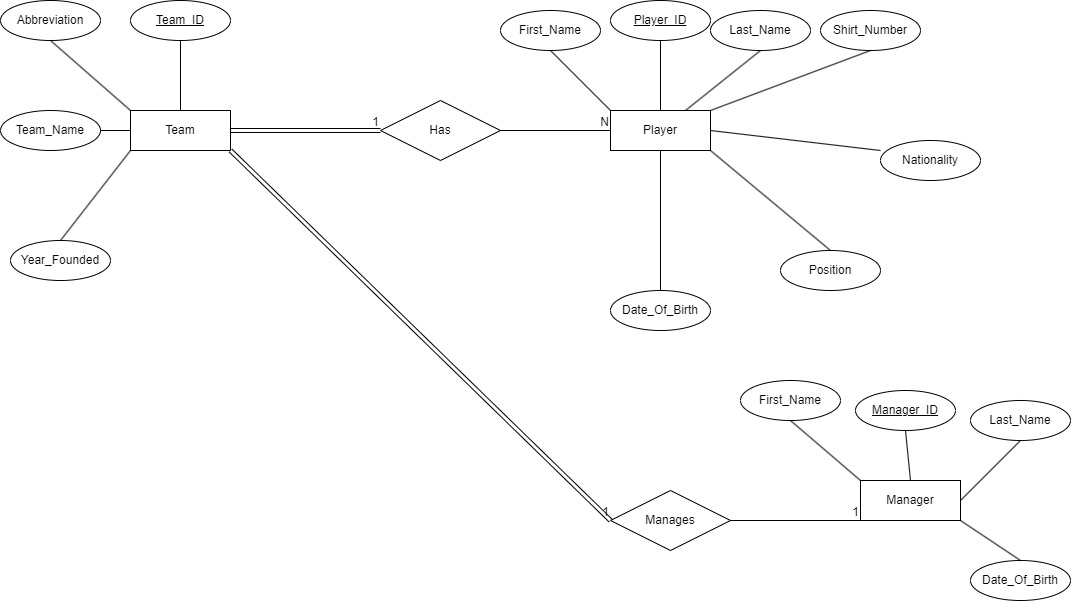 Abbreviation
Team_ID
First_Name
Player_ID
Last_Name
Shirt_Number
Team_Name
Team
1
Has
N
Player
Nationality
Year_Founded
Position
Date_Of_Birth
First_Name
Manager_ID
Last_Name
1
Manages
1
Manager
Date_Of_Birth